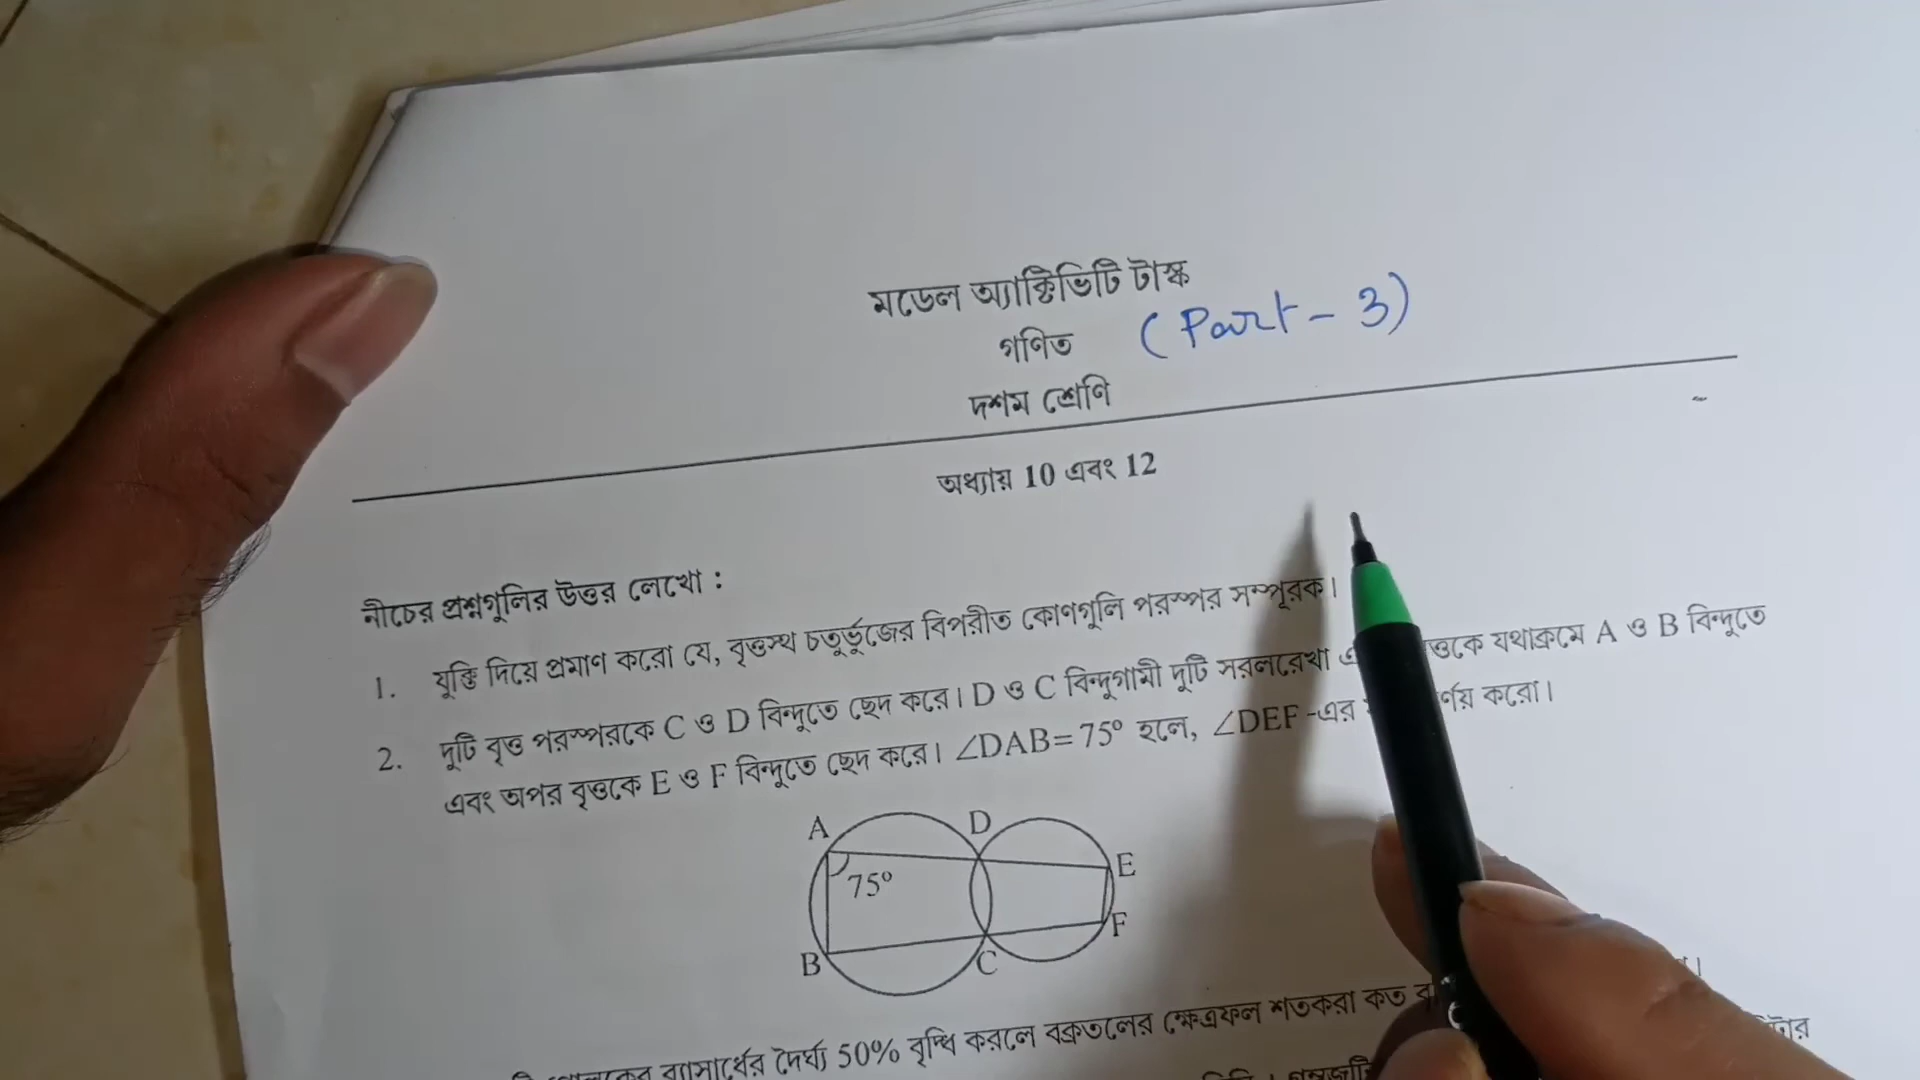 মডেল অ্যাক্টিভিটি টাস্ক
গণিত (Part - 3)
দশম শ্রেণি
অধ্যায় 10 এবং 12
নীচের প্রশ্নগুলির উত্তর লেখো :
1. যুক্তি দিয়ে প্রমাণ করো যে, বৃত্তস্থ চতুর্ভুজের বিপরীত কোণগুলি পরস্পর সম্পূরক।
2. দুটি বৃত্ত পরস্পরকে C ও D বিন্দুতে ছেদ করে। D ও C বিন্দুগামী দুটি সরলরেখা যথাক্রমে A ও B বিন্দুতে
এবং অপর বৃত্তকে E ও F বিন্দুতে ছেদ করে। ∠DAB= 75° হলে, ∠DEF -এর করো।
A D
E
75°
F
B C
ব্যাসার্ধের দৈর্ঘ্য 50% বৃদ্ধি করলে বক্রতলের ক্ষেত্রফল শতকরা কত